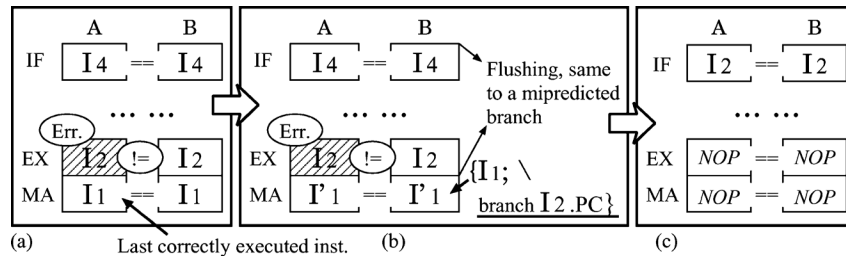 A B
IF I4 == I4
... ...
Err.
EX I2 != I2
MA I1 == I1
(a)
Last correctly executed inst.
A B
IF I4 == I4
Flushing, same
to a mipredicted
branch
... ...
Err.
EX I2 != I2
MA I'1 == I'1
{I1; \
branch I2.PC}
(b)
A B
IF I2 == I2
... ...
EX NOP == NOP
MA NOP == NOP
(c)